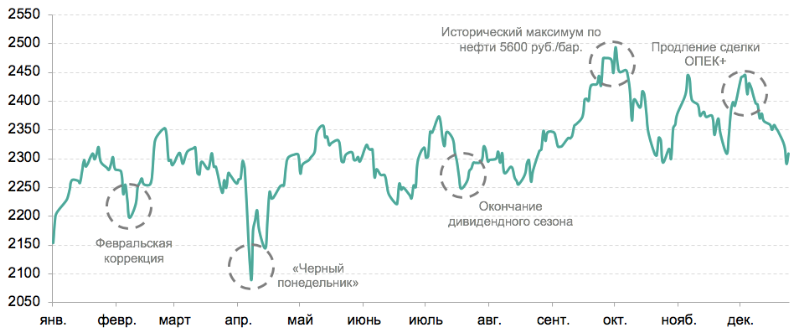 2550
2500
2450
2400
2350
2300
2250
2200
2150
2100
2050
Исторический максимум по
нефти 5600 руб./бар.
Продление сделки
ОПЕК+
Февральская
коррекция
«Черный
понедельник»
Окончание
дивидендного сезона
янв. февр. март апр. май июнь июль авг. сент. окт. нояб. дек.